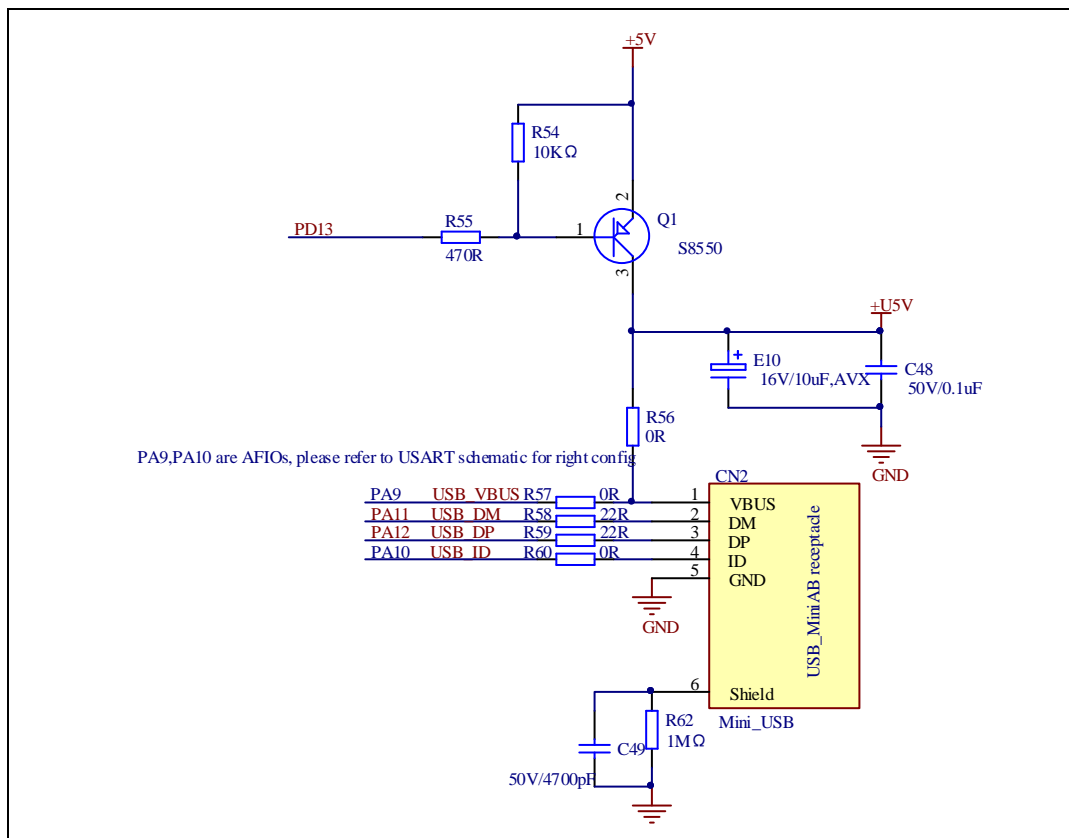 +5V
R54
10KΩ
2
Q1
PD13
R55
1
S8550
470R
3
+U5V
E10
16V/10uF,AVX
C48
50V/0.1uF
R56
0R
GND
PA9,PA10 are AFIOs, please refer to USART schematic for right config
CN2
PA9 USB_VBUS R57 0R 1 VBUS
PA11 USB_DM R58 22R 2 DM
PA12 USB_DP R59 22R 3 DP
PA10 USB_ID R60 0R 4 ID
5 GND
GND
USB_MiniAB receptacle
6 Shield
R62
Mini_USB
1MΩ
C49
50V/4700pF